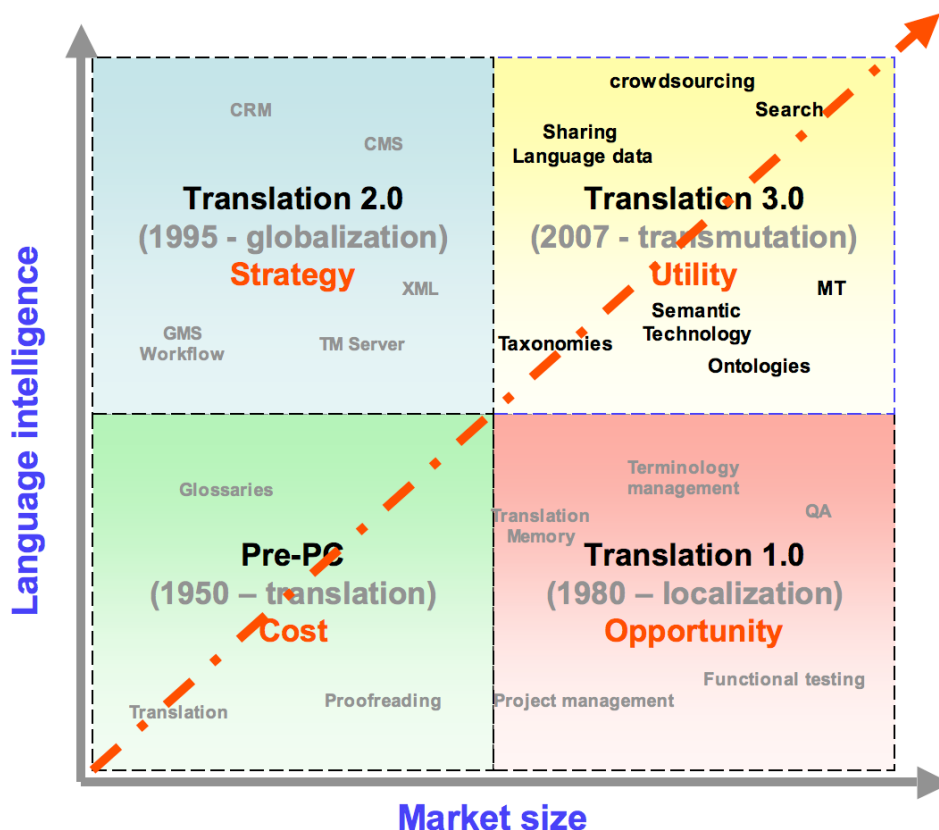 crowdsourcing
CRM
Search
CMS
Sharing
Language data
Translation 2.0
(1995 - globalization)
Strategy
Translation 3.0
(2007 - transmutation)
Utility
XML
MT
GMS
Workflow
TM Server
Semantic
Technology
Taxonomies
Ontologies
Language intelligence
Glossaries
Terminology
management
Translation
Memory
QA
Pre-PC
(1950 – translation)
Cost
Translation 1.0
(1980 – localization)
Opportunity
Translation
Proofreading
Project management
Functional testing
Market size